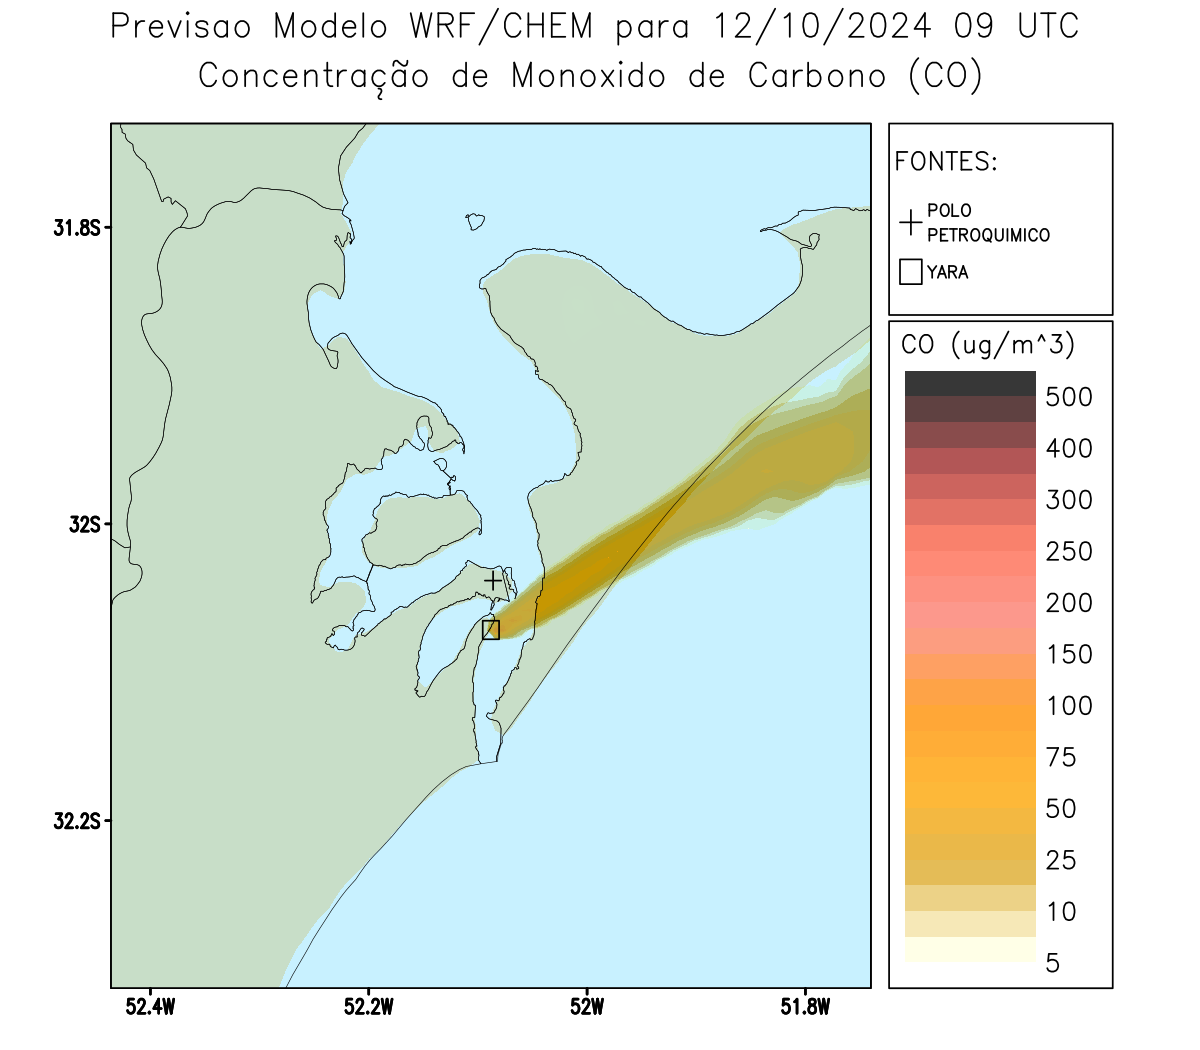 Previsao Modelo WRF/CHEM para 12/10/2024 09 UTC
Concentração de Monoxido de Carbono (CO)
FONTES:
POLO
PETROQUIMICO
YARA
CO (ug/m^3)
500
400
300
250
200
150
100
75
50
25
10
5
31.8S
32S
32.2S
52.4W
52.2W
52W
51.8W